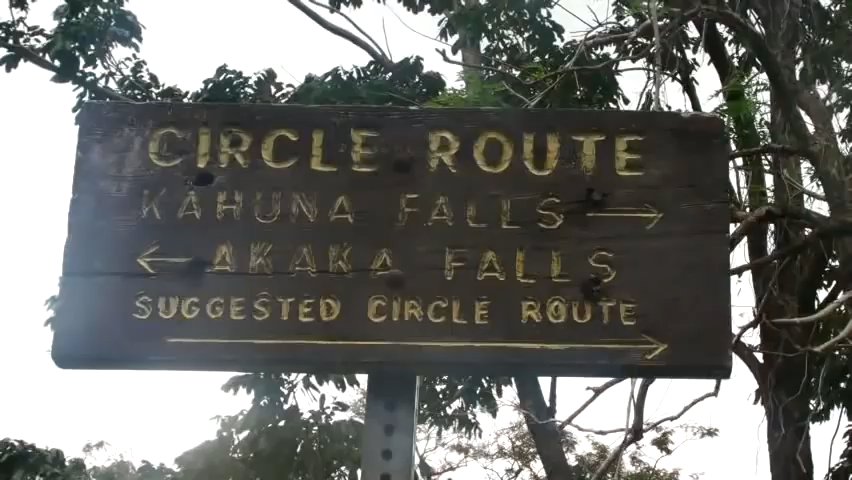 CIRCLE ROUTE
KAHUNA FALLS →
← AKAKA FALLS
SUGGESTED CIRCLE ROUTE
→